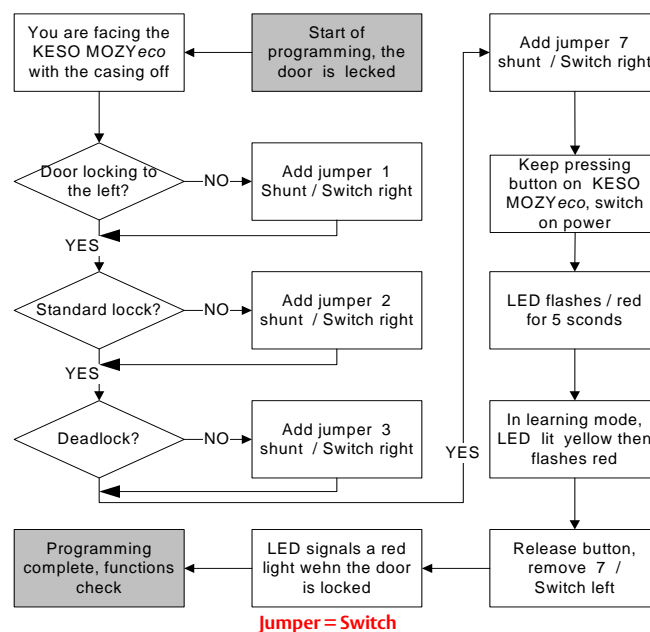 You are facing the
KESO MOZYeco
with the casing off
Start of
programming, the
door is lecked
Door locking to
the left?
NO
Add jumper 1
Shunt / Switch right
YES
Standard locck?
NO
Add jumper 2
shunt / Switch right
YES
Deadlock?
NO
Add jumper 3
shunt / Switch right
YES
Add jumper 7
shunt / Switch right
Keep pressing
button on KESO
MOZYeco, switch
on power
LED flashes / red
for 5 sconds
In learning mode,
LED lit yellow then
flashes red
Release button,
remove 7 /
Switch left
LED signals a red
light wehn the door
is locked
Programming
complete, functions
check
Jumper = Switch